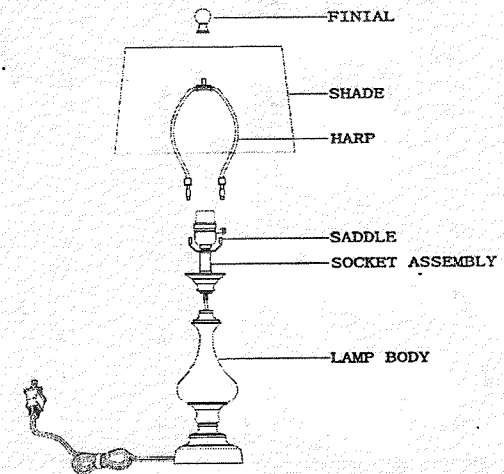 FINIAL
SHADE
HARP
SADDLE
SOCKET ASSEMBLY
LAMP BODY